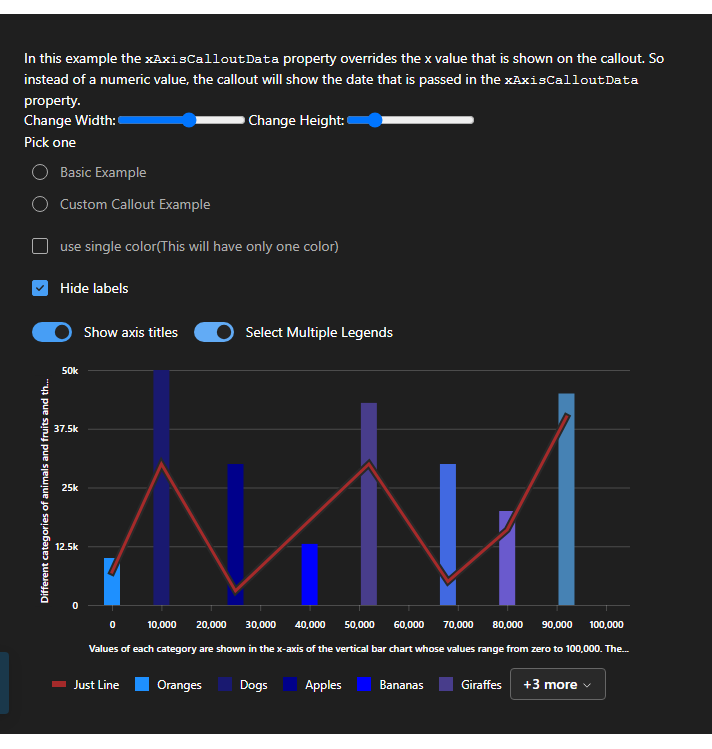 In this example the xAxisCalloutData property overrides the x value that is shown on the callout. So
instead of a numeric value, the callout will show the date that is passed in the xAxisCalloutData
property.
Change Width: Change Height:
Pick one
Basic Example
Custom Callout Example
use single color(This will have only one color)
Hide labels
Show axis titles Select Multiple Legends
Different categories of animals and fruits and th...
50k
37.5k
25k
12.5k
0
0 10,000 20,000 30,000 40,000 50,000 60,000 70,000 80,000 90,000 100,000
Values of each category are shown in the x-axis of the vertical bar chart whose values range from zero to 100,000. The...
Just Line Oranges Dogs Apples Bananas Giraffes +3 more